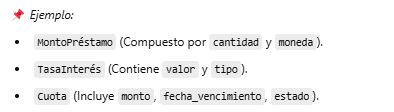 📌 Ejemplo:
• MontoPréstamo (Compuesto por cantidad y moneda).
• TasaInterés (Contiene valor y tipo).
• Cuota (Incluye monto, fecha_vencimiento, estado).